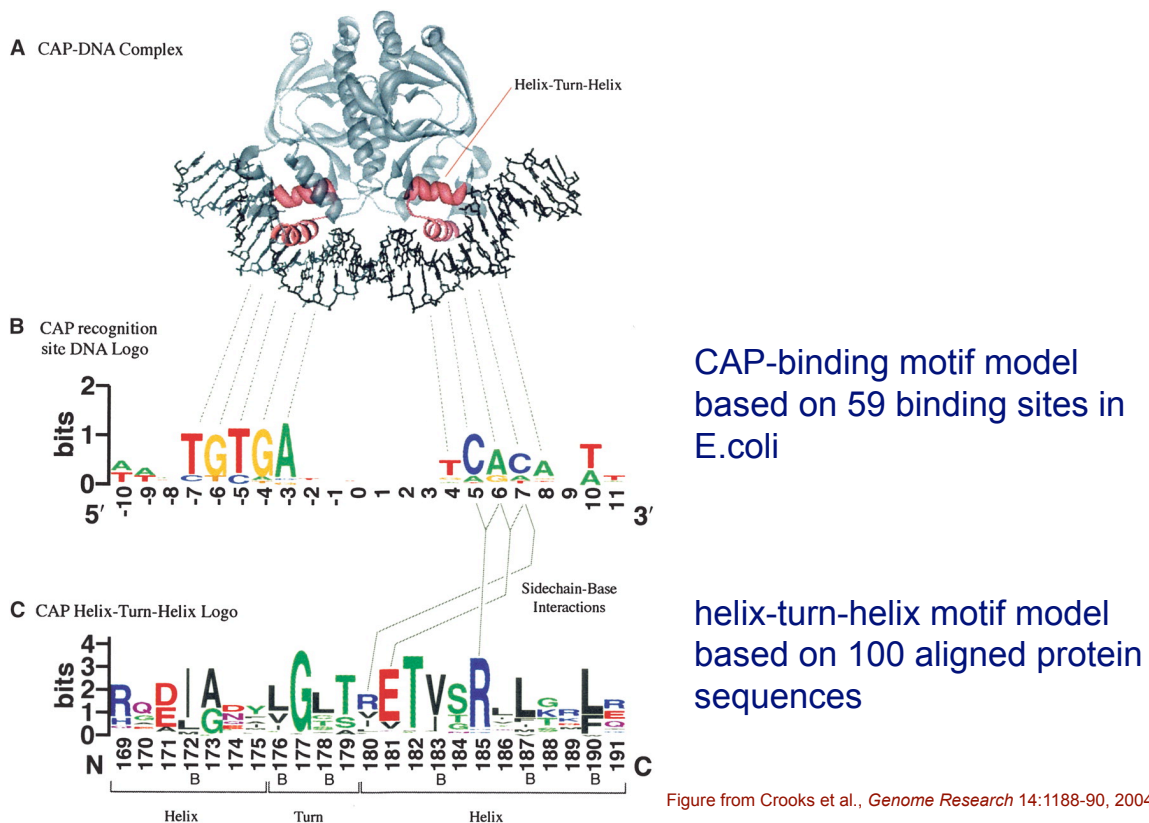 A CAP-DNA Complex
Helix-Turn-Helix
B CAP recognition
site DNA Logo
2
1
0
bits
TGTGA
TCACA T
-10 -9 -8 -7 -6 -5 -4 -3 -2 -1 0 1 2 3 4 5 6 7 8 9 10 11
5′ 3′
CAP-binding motif model
based on 59 binding sites in
E.coli
Sidechain-Base
Interactions
C CAP Helix-Turn-Helix Logo
4
3
2
1
0
bits
RQDIA YLGLTRETVSR L L
169 170 171 172 173 174 175 176 177 178 179 180 181 182 183 184 185 186 187 188 189 190 191
N C
B B B B B B
Helix Turn Helix
helix-turn-helix motif model
based on 100 aligned protein
sequences
Figure from Crooks et al., Genome Research 14:1188-90, 2004